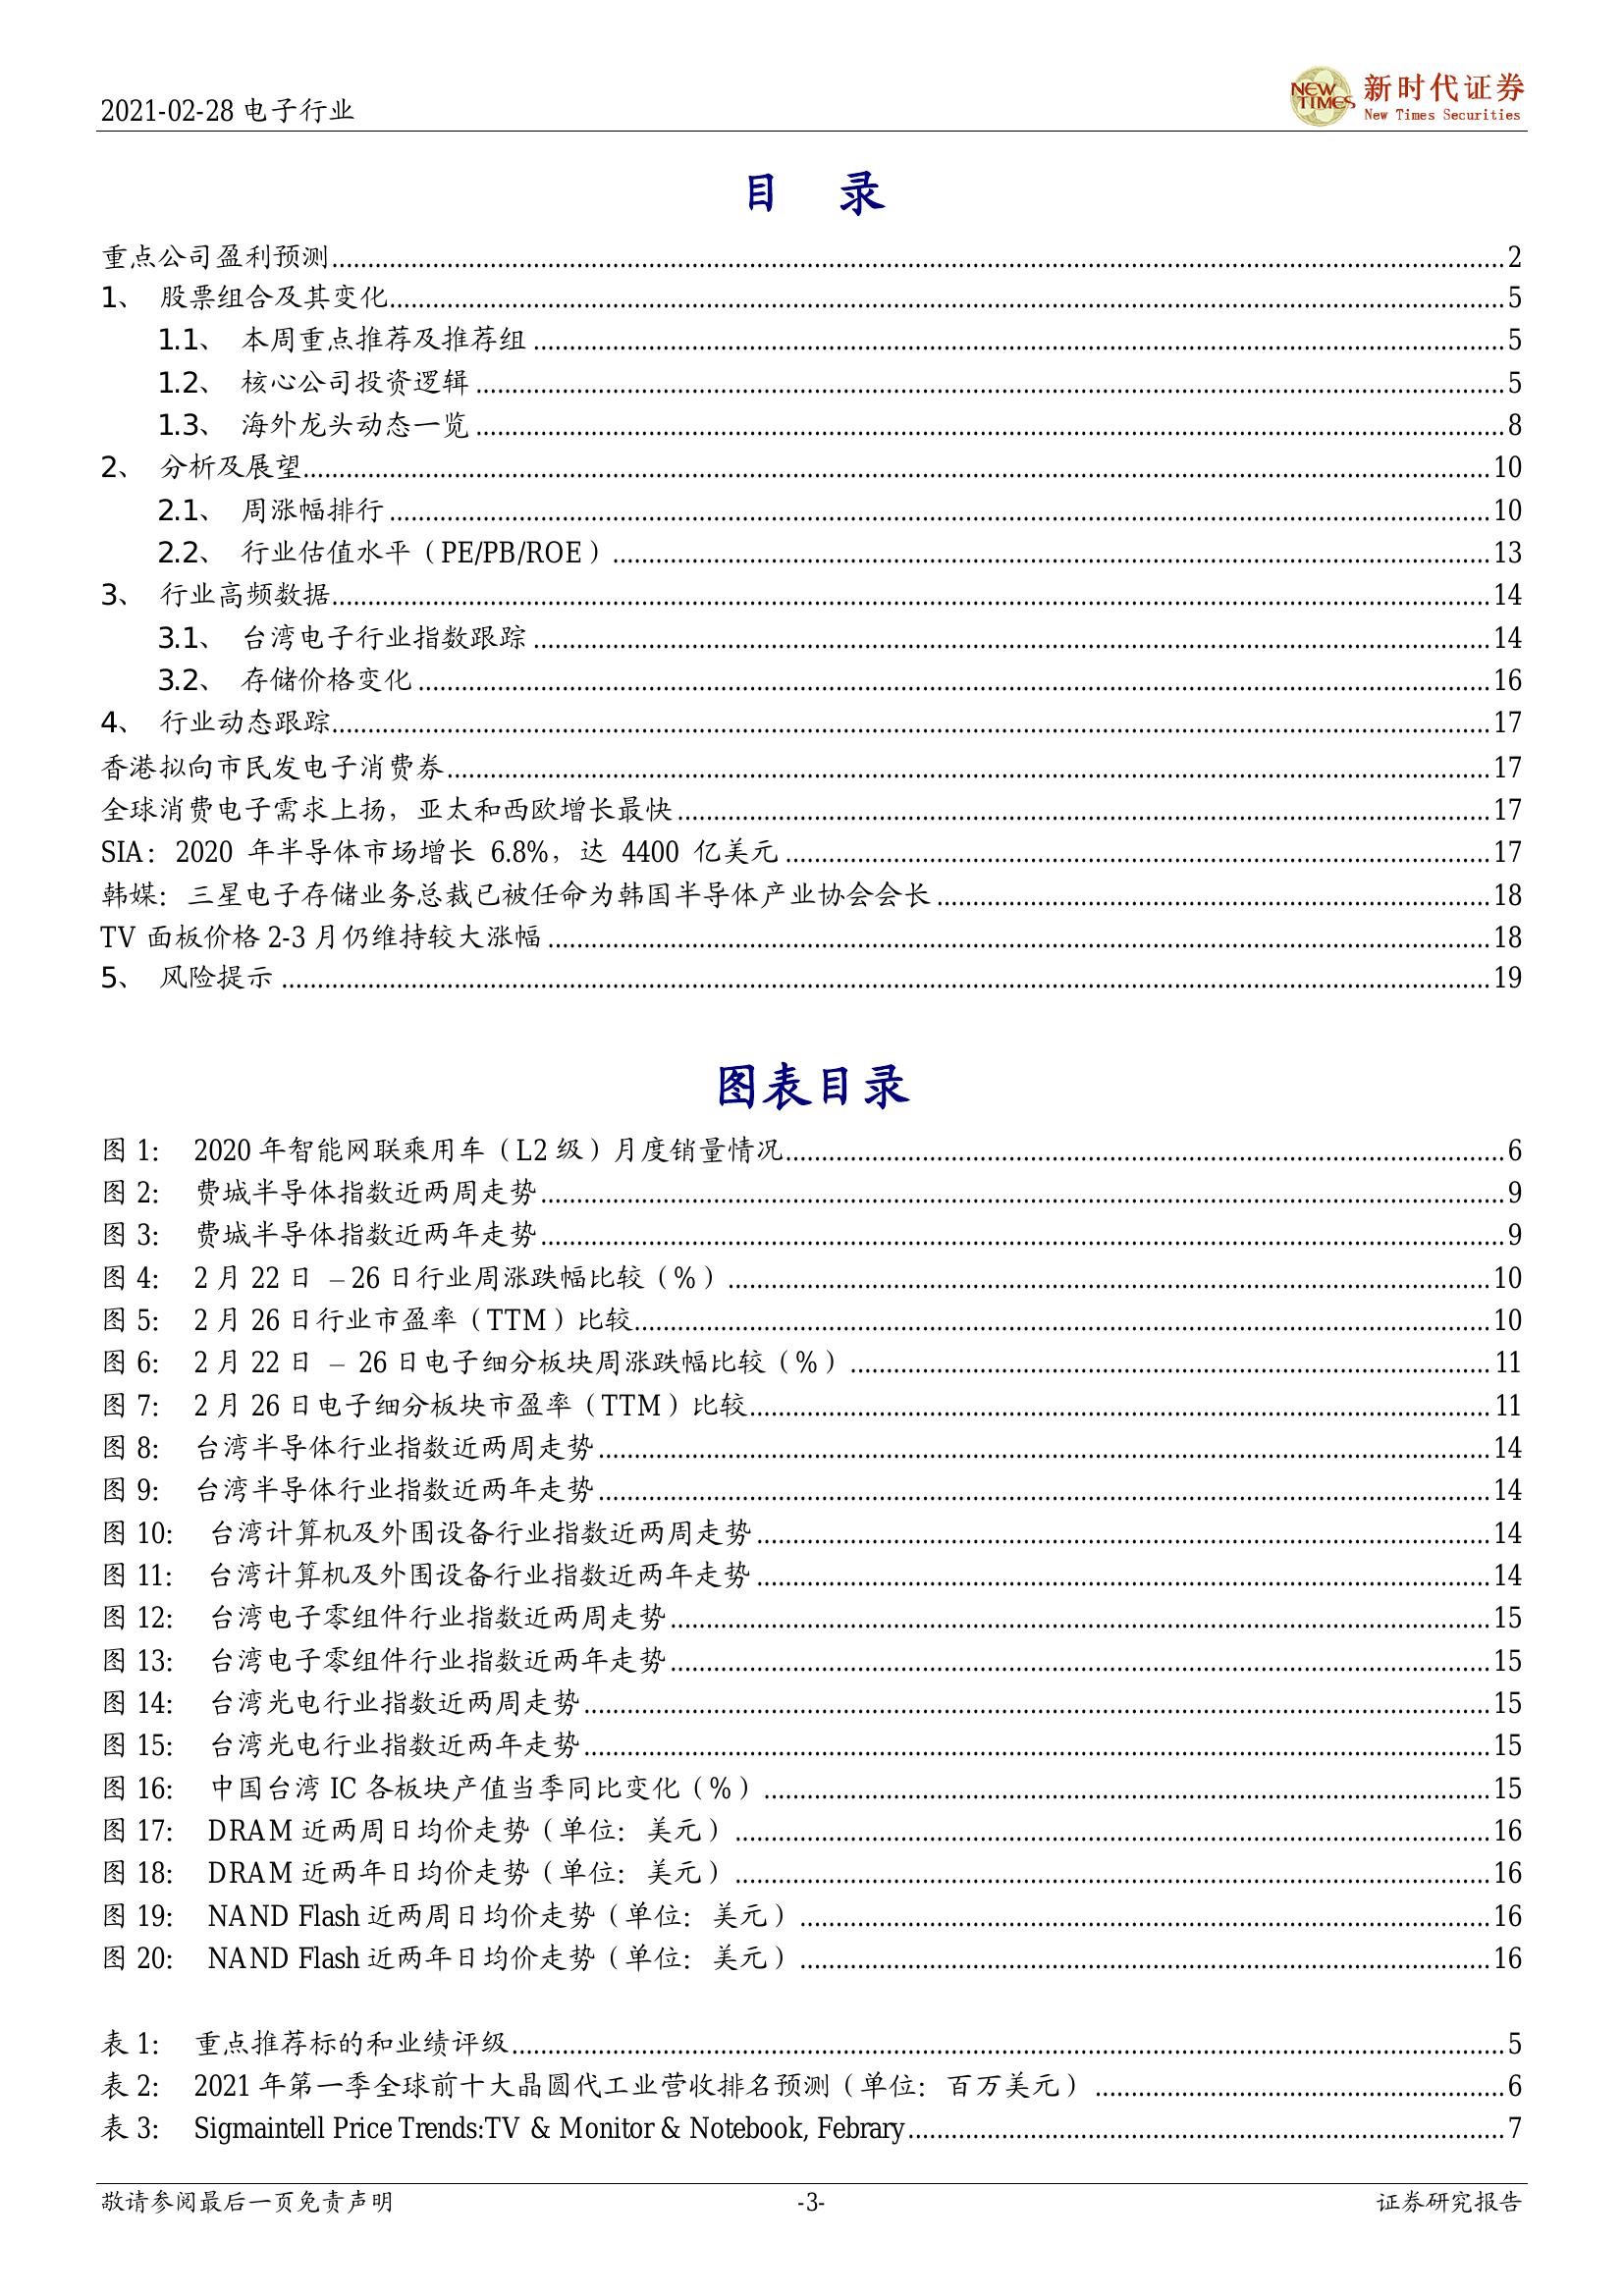 2021-02-28 电子行业
NEW TIMES
新时代证券
New Times Securities
目 录
重点公司盈利预测 2
1、 股票组合及其变化 5
1.1、 本周重点推荐及推荐组 5
1.2、 核心公司投资逻辑 5
1.3、 海外龙头动态一览 8
2、 分析及展望 10
2.1、 周涨幅排行 10
2.2、 行业估值水平（PE/PB/ROE） 13
3、 行业高频数据 14
3.1、 台湾电子行业指数跟踪 14
3.2、 存储价格变化 16
4、 行业动态跟踪 17
香港拟向市民发电子消费券 17
全球消费电子需求上扬，亚太和西欧增长最快 17
SIA：2020 年半导体市场增长 6.8%，达 4400 亿美元 17
韩媒：三星电子存储业务总裁已被任命为韩国半导体产业协会会长 18
TV 面板价格 2-3 月仍维持较大涨幅 18
5、 风险提示 19
图表目录
图 1： 2020 年智能网联乘用车（L2 级）月度销量情况 6
图 2： 费城半导体指数近两周走势 9
图 3： 费城半导体指数近两年走势 9
图 4： 2 月 22 日 – 26 日行业周涨跌幅比较（%） 10
图 5： 2 月 26 日行业市盈率（TTM）比较 10
图 6： 2 月 22 日 – 26 日电子细分板块周涨跌幅比较（%） 11
图 7： 2 月 26 日电子细分板块市盈率（TTM）比较 11
图 8： 台湾半导体行业指数近两周走势 14
图 9： 台湾半导体行业指数近两年走势 14
图 10： 台湾计算机及外围设备行业指数近两周走势 14
图 11： 台湾计算机及外围设备行业指数近两年走势 14
图 12： 台湾电子零组件行业指数近两周走势 15
图 13： 台湾电子零组件行业指数近两年走势 15
图 14： 台湾光电行业指数近两周走势 15
图 15： 台湾光电行业指数近两年走势 15
图 16： 中国台湾 IC 各板块产值当季同比变化（%） 15
图 17： DRAM 近两周日均价走势（单位：美元） 16
图 18： DRAM 近两年日均价走势（单位：美元） 16
图 19： NAND Flash 近两周日均价走势（单位：美元） 16
图 20： NAND Flash 近两年日均价走势（单位：美元） 16
表 1： 重点推荐标的和业绩评级 5
表 2： 2021 年第一季全球前十大晶圆代工业营收排名预测（单位：百万美元） 6
表 3： Sigmaintell Price Trends:TV & Monitor & Notebook, Febrary 7
敬请参阅最后一页免责声明 -3- 证券研究报告